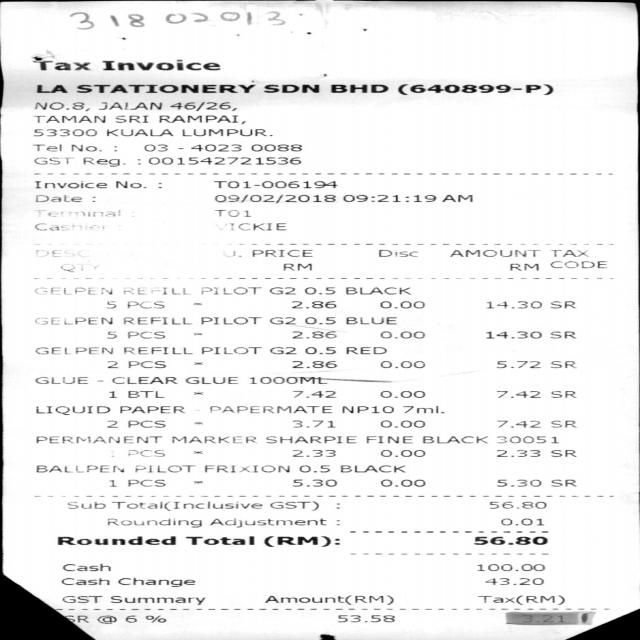 31802013
Tax Invoice
LA STATIONERY SDN BHD (640899-P)
NO.8, JALAN 46/26,
TAMAN SRI RAMPAI,
53300 KUALA LUMPUR.
Tel No. : 03 - 4023 0088
GST Reg. : 001542721536
Invoice No. : T01-006194
Date : 09/02/2018 09:21:19 AM
Terminal : T01
Cashier : VICKIE
DESC U. PRICE Disc AMOUNT TAX
QTY RM RM CODE
GELPEN REFILL PILOT G2 0.5 BLACK
5 PCS * 2.86 0.00 14.30 SR
GELPEN REFILL PILOT G2 0.5 BLUE
5 PCS * 2.86 0.00 14.30 SR
GELPEN REFILL PILOT G2 0.5 RED
2 PCS * 2.86 0.00 5.72 SR
GLUE - CLEAR GLUE 1000ML
1 BTL * 7.42 0.00 7.42 SR
LIQUID PAPER - PAPERMATE NP10 7ml.
2 PCS * 3.71 0.00 7.42 SR
PERMANENT MARKER SHARPIE FINE BLACK 30051
1 PCS * 2.33 0.00 2.33 SR
BALLPEN PILOT FRIXION 0.5 BLACK
1 PCS * 5.30 0.00 5.30 SR
Sub Total(Inclusive GST) : 56.80
Rounding Adjustment : 0.01
Rounded Total (RM): 56.80
Cash 100.00
Cash Change 43.20
GST Summary Amount(RM) Tax(RM)
SR @ 6 % 53.58 3.21